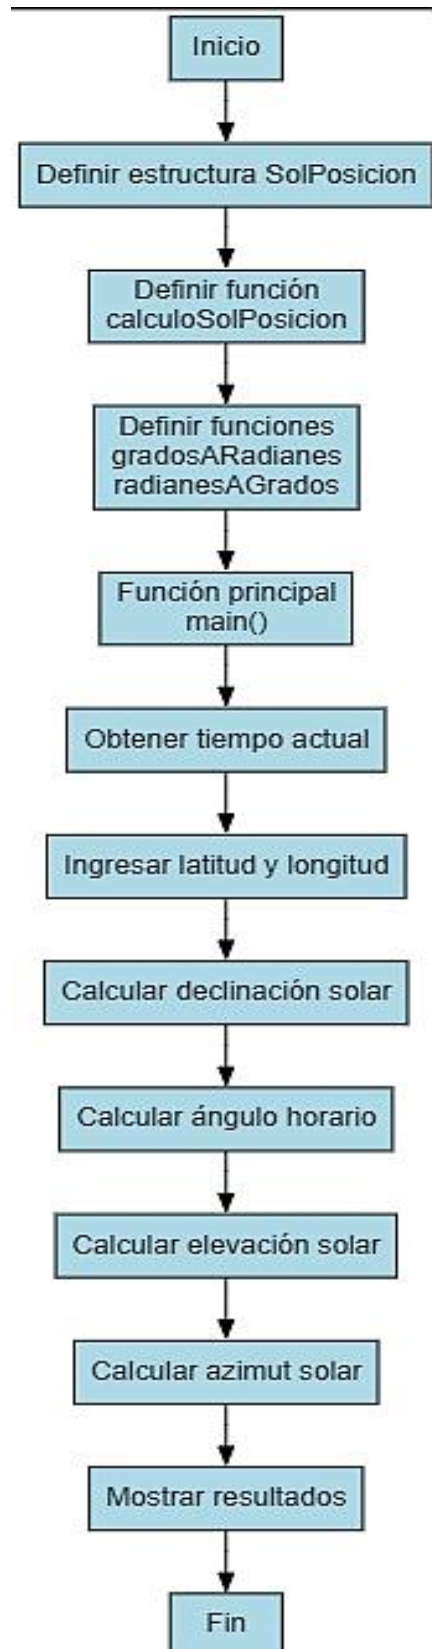 Inicio
Definir estructura SolPosicion
Definir función
calculoSolPosicion
Definir funciones
gradosARadianes
radianesAGrados
Función principal
main()
Obtener tiempo actual
Ingresar latitud y longitud
Calcular declinación solar
Calcular ángulo horario
Calcular elevación solar
Calcular azimut solar
Mostrar resultados
Fin